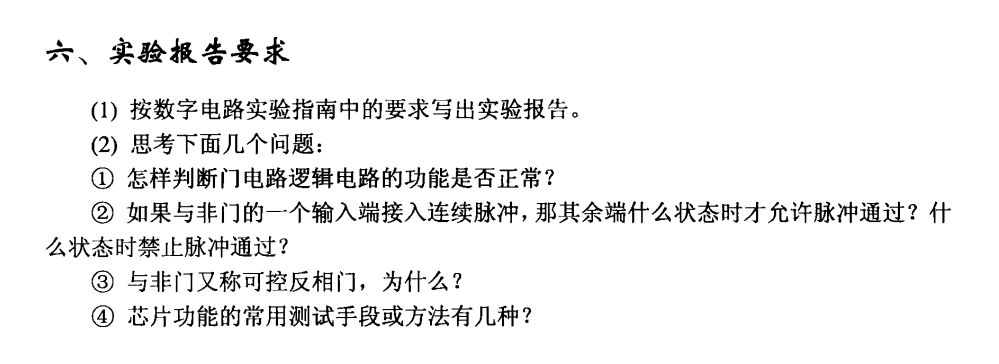 六、实验报告要求
(1) 按数字电路实验指南中的要求写出实验报告。
(2) 思考下面几个问题：
① 怎样判断门电路逻辑电路的功能是否正常？
② 如果与非门的一个输入端接入连续脉冲，那其余端什么状态时才允许脉冲通过？什
么状态时禁止脉冲通过？
③ 与非门又称可控反相门，为什么？
④ 芯片功能的常用测试手段或方法有几种？